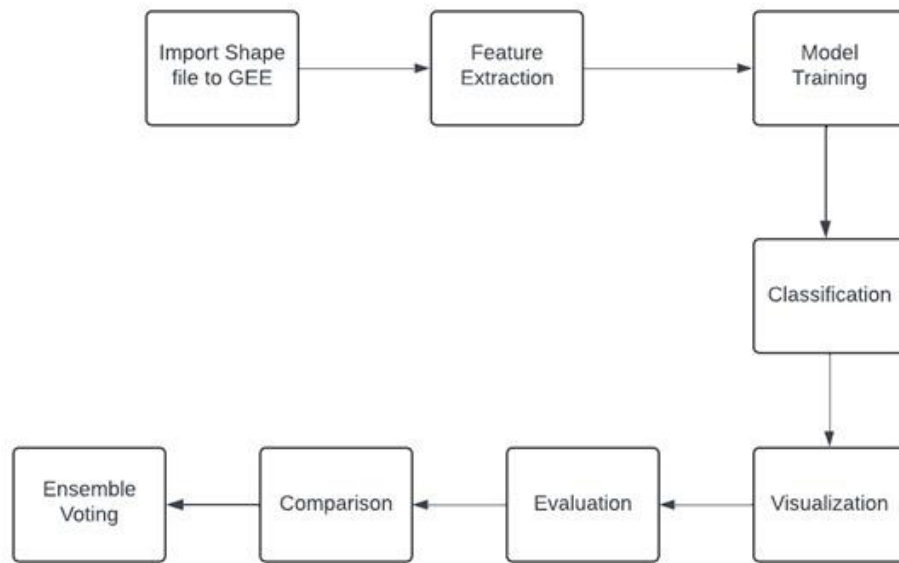 Import Shape
file to GEE
Feature
Extraction
Model
Training
Classification
Visualization
Evaluation
Comparison
Ensemble
Voting